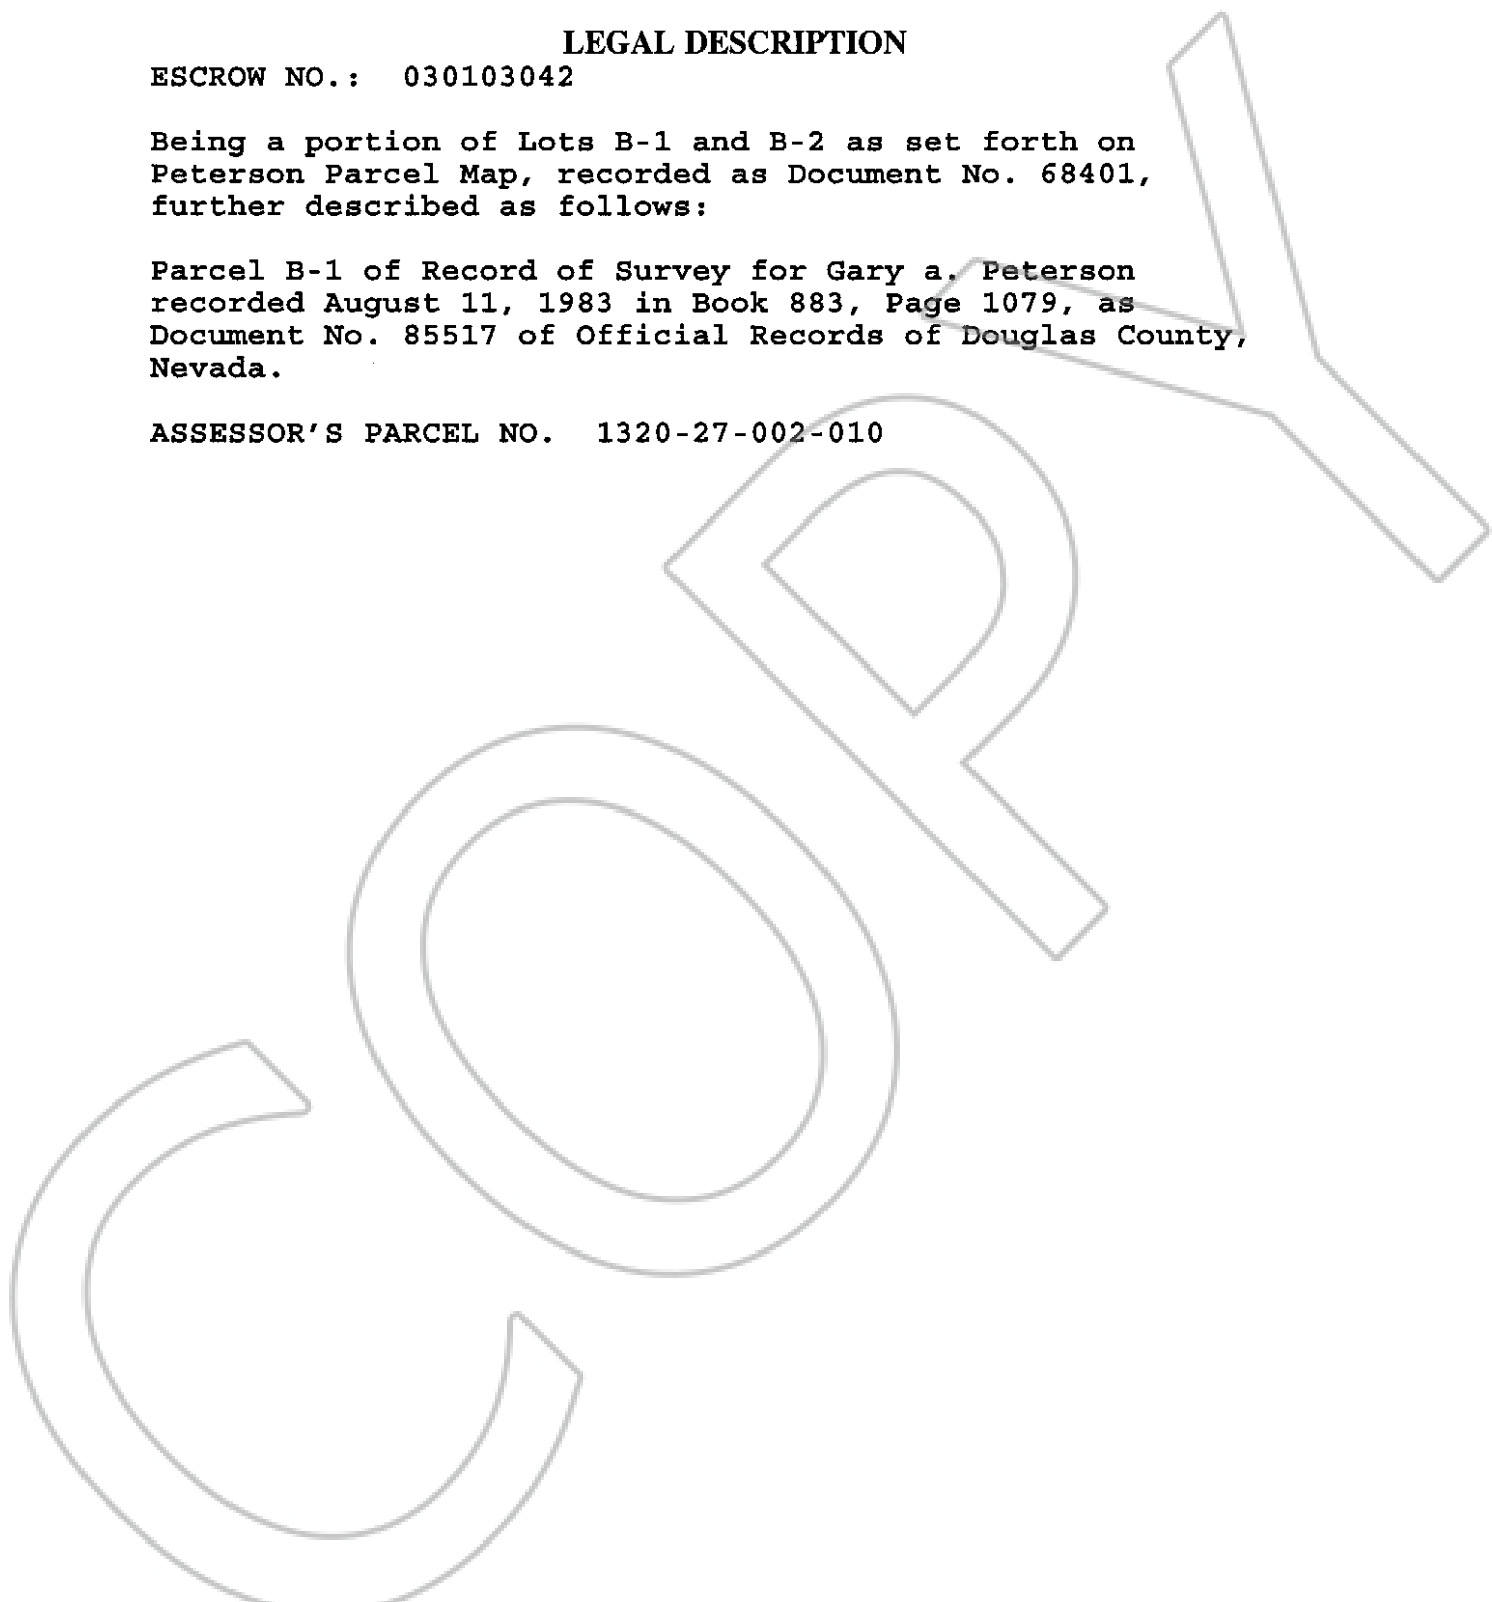 LEGAL DESCRIPTION
ESCROW NO.: 030103042
Being a portion of Lots B-1 and B-2 as set forth on
Peterson Parcel Map, recorded as Document No. 68401,
further described as follows:
Parcel B-1 of Record of Survey for Gary a. Peterson
recorded August 11, 1983 in Book 883, Page 1079, as
Document No. 85517 of Official Records of Douglas County,
Nevada.
ASSESSOR'S PARCEL NO. 1320-27-002-010
COPY